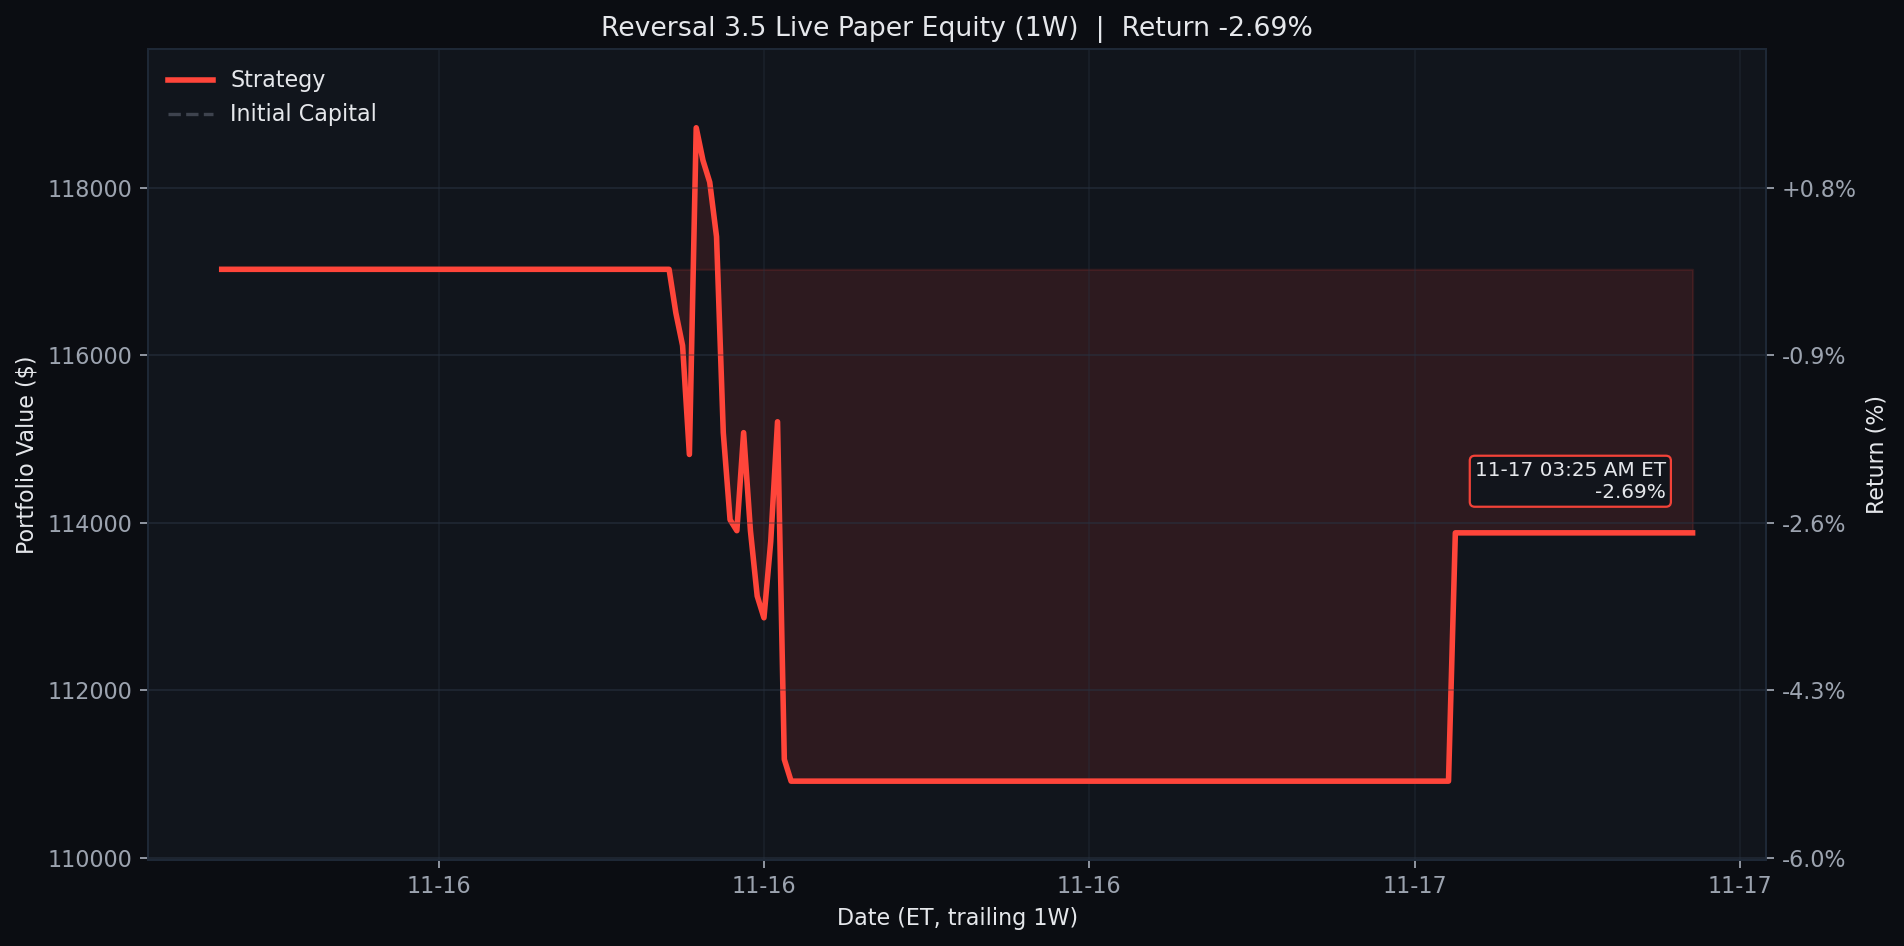 Reversal 3.5 Live Paper Equity (1W) | Return -2.69%
Strategy
Initial Capital
118000
116000
114000
112000
110000
Portfolio Value ($)
+0.8%
-0.9%
-2.6%
-4.3%
-6.0%
Return (%)
11-17 03:25 AM ET
-2.69%
11-16
11-16
11-16
11-17
11-17
Date (ET, trailing 1W)